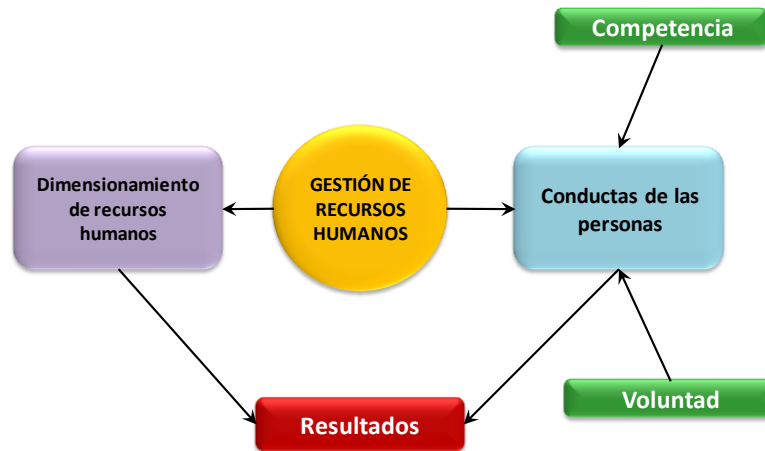 Competencia
Dimensionamiento
de recursos
humanos
GESTIÓN DE
RECURSOS
HUMANOS
Conductas de las
personas
Voluntad
Resultados